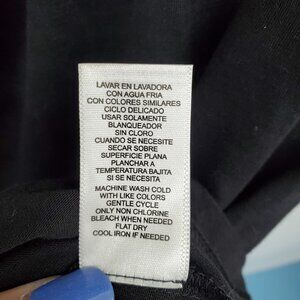 LAVAR EN LAVADORA
CON AGUA FRIA
CON COLORES SIMILARES
CICLO DELICADO
USAR SOLAMENTE
BLANQUEADOR
SIN CLORO
CUANDO SE NECESITE
SECAR SOBRE
SUPERFICIE PLANA
PLANCHAR A
TEMPERATURA BAJITA
SI SE NECESITA
MACHINE WASH COLD
WITH LIKE COLORS
GENTLE CYCLE
ONLY NON CHLORINE
BLEACH WHEN NEEDED
FLAT DRY
COOL IRON IF NEEDED